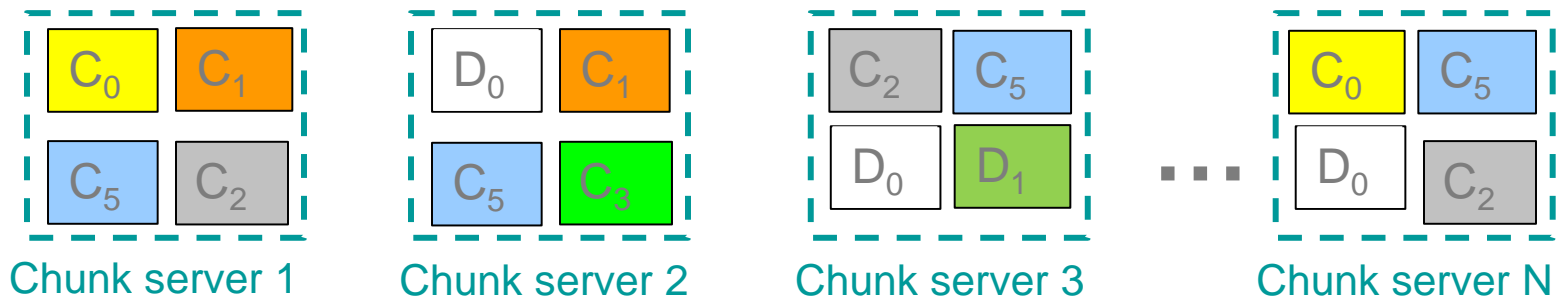 C0 C1 D0 C1 C2 C5 C0 C5
C5 C2 C5 C3 D0 D1 ... D0 C2
Chunk server 1 Chunk server 2 Chunk server 3 Chunk server N